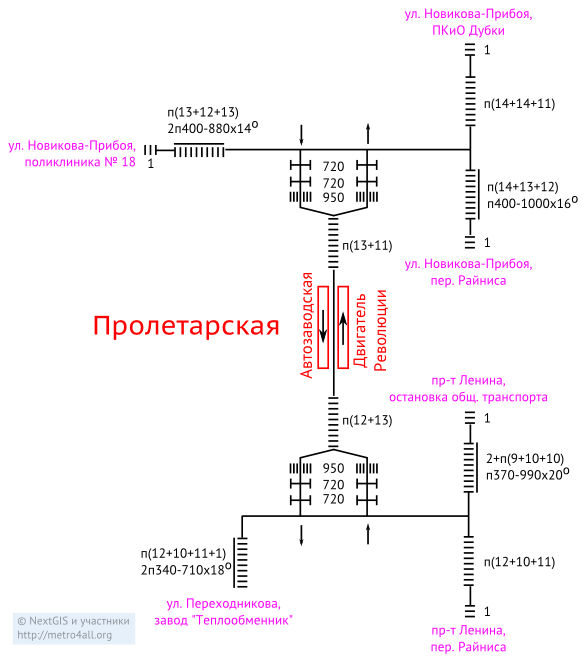 ул. Новикова-Прибоя,
ПКиО Дубки
1
п(14+14+11)
п(13+12+13)
2п400-880х14⁰
ул. Новикова-Прибоя,
поликлиника № 18
1
720
720
950
п(14+13+12)
п400-1000х16⁰
1
ул. Новикова-Прибоя,
пер. Райниса
п(13+11)
Пролетарская
Автозаводская
Двигатель
Революции
пр-т Ленина,
остановка общ. транспорта
1
п(12+13)
2+п(9+10+10)
п370-990х20⁰
950
720
720
п(12+10+11+1)
2п340-710х18⁰
п(12+10+11)
ул. Переходникова,
завод "Теплообменник"
1
пр-т Ленина,
пер. Райниса
© NextGIS и участники
http://metro4all.org